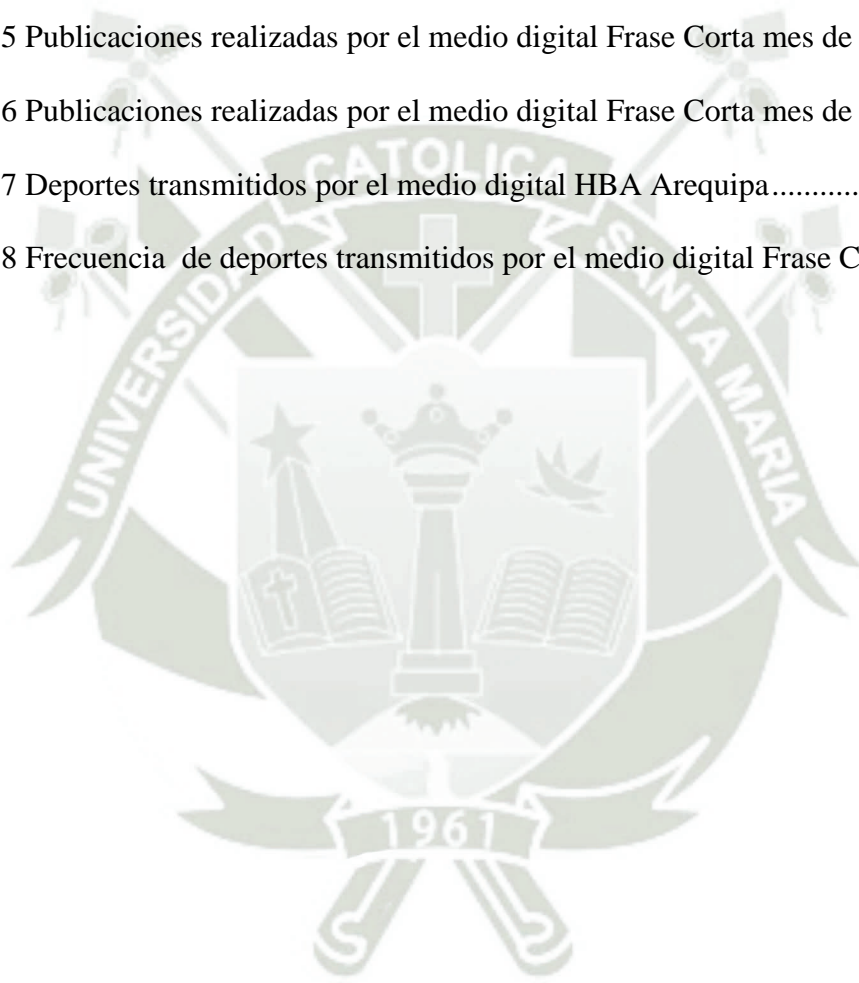 5 Publicaciones realizadas por el medio digital Frase Corta mes de
6 Publicaciones realizadas por el medio digital Frase Corta mes de
7 Deportes transmitidos por el medio digital HBA Arequipa...........
8 Frecuencia  de deportes transmitidos por el medio digital Frase C
UNIVERSIDAD CATOLICA SANTA MARIA
1961